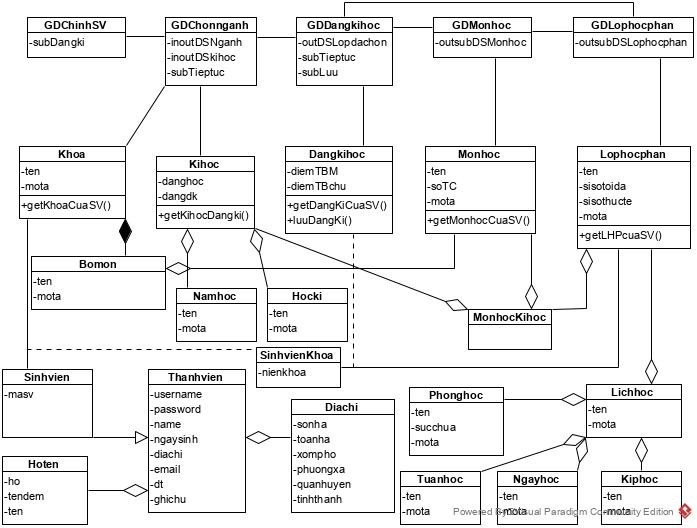 GDChinhSV
-subDangki
GDChonnganh
-inoutDSNganh
-inoutDSkihoc
-subTieptuc
GDDangkihoc
-outDSLopdachon
-subTieptuc
-subLuu
GDMonhoc
-outsubDSMonhoc
GDLophocphan
-outsubDSLophocphan
Khoa
-ten
-mota
+getKhoaCuaSV()
Kihoc
-danghoc
-dangdk
+getKihocDangki()
Dangkihoc
-diemTBM
-diemTBchu
+getDangKiCuaSV()
+luuDangKi()
Monhoc
-ten
-soTC
-mota
+getMonhocCuaSV()
Lophocphan
-ten
-sisotoida
-sisothucte
-mota
+getLHPcuaSV()
Bomon
-ten
-mota
Namhoc
-ten
-mota
Hocki
-ten
-mota
MonhocKihoc
SinhvienKhoa
-nienkhoa
Sinhvien
-masv
Thanhvien
-username
-password
-name
-ngaysinh
-diachi
-email
-dt
-ghichu
Diachi
-sonha
-toanha
-xompho
-phuongxa
-quanhuyen
-tinhthanh
Phonghoc
-ten
-succhua
-mota
Lichhoc
-ten
-mota
Hoten
-ho
-tendem
-ten
Tuanhoc
-ten
-mota
Ngayhoc
-ten
-mota
Kiphoc
-ten
-mota
Powered By Visual Paradigm Community Edition